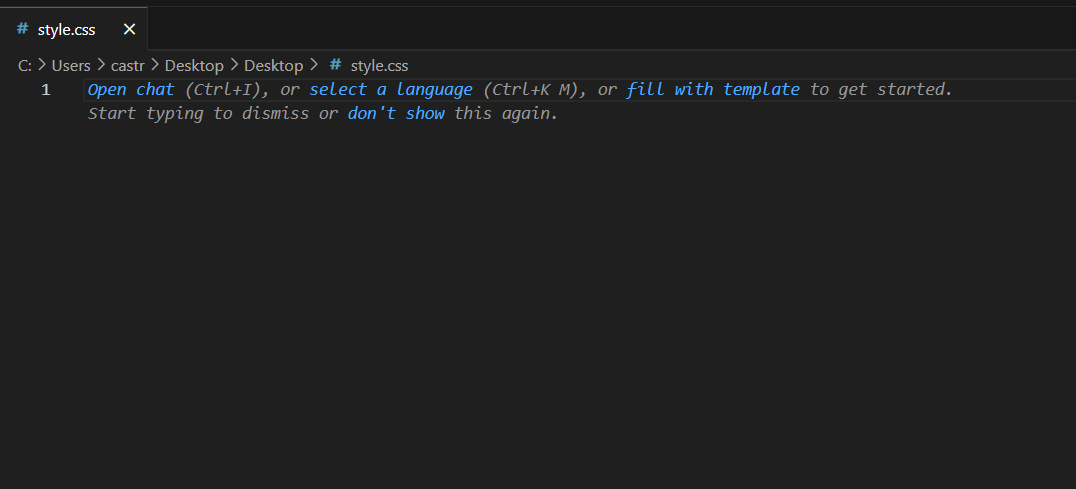 # style.css ×
C: > Users > castr > Desktop > Desktop > # style.css
1 Open chat (Ctrl+I), or select a language (Ctrl+K M), or fill with template to get started.
Start typing to dismiss or don't show this again.